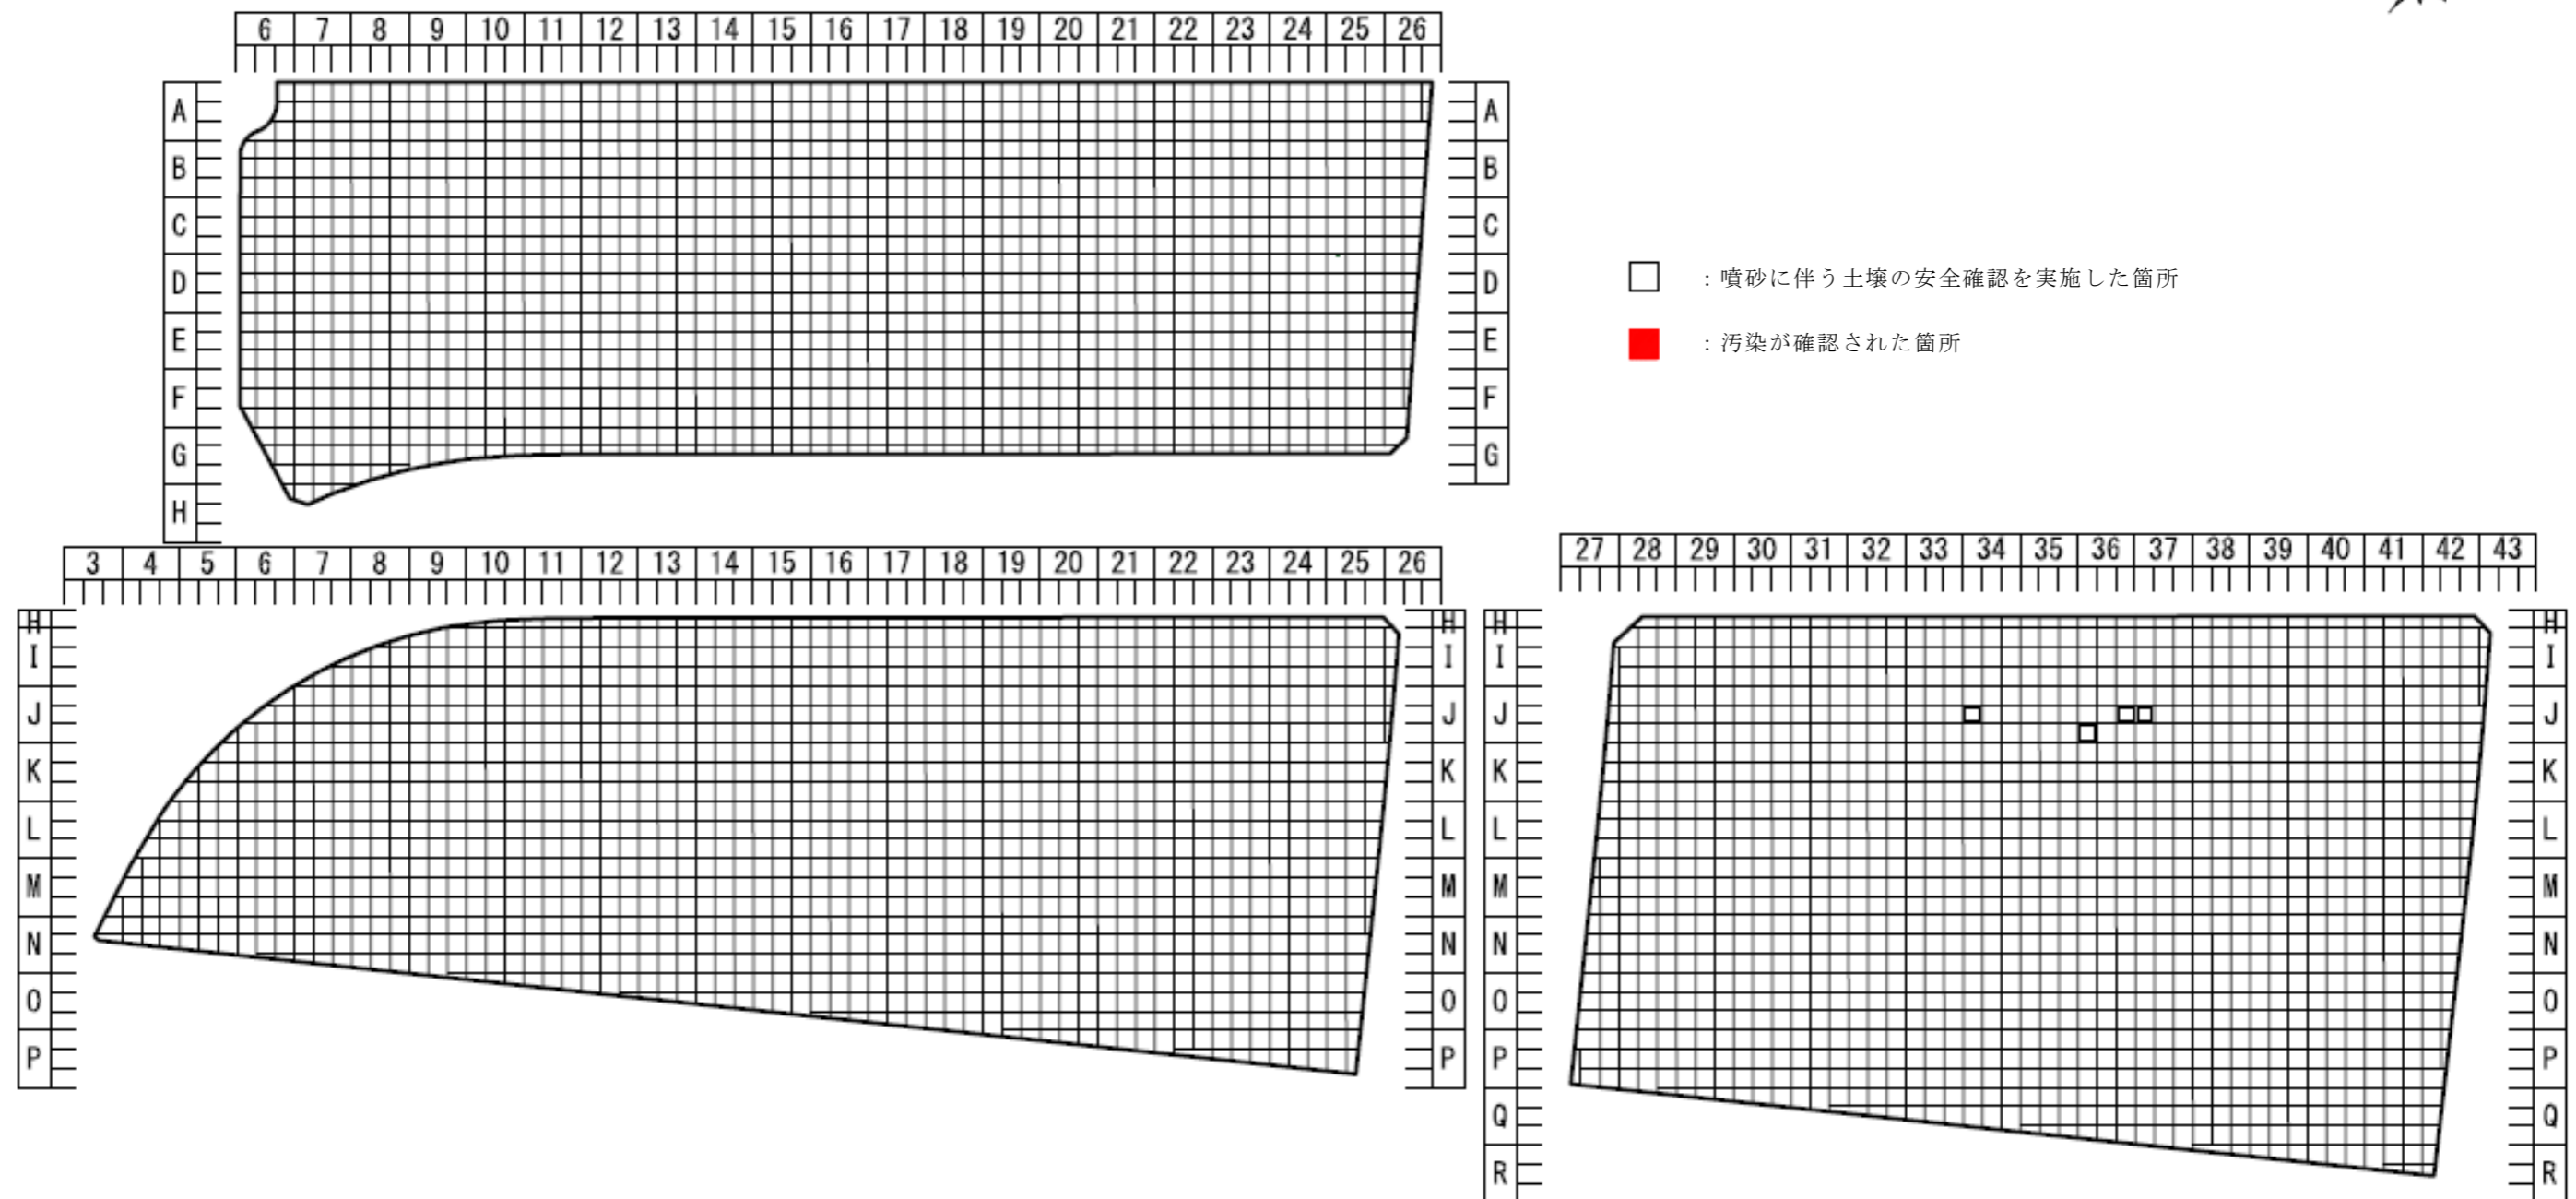 6 7 8 9 10 11 12 13 14 15 16 17 18 19 20 21 22 23 24 25 26
A A
B B
C C
D D
E E
F F
G G
H
：噴砂に伴う土壌の安全確認を実施した箇所
：汚染が確認された箇所
3 4 5 6 7 8 9 10 11 12 13 14 15 16 17 18 19 20 21 22 23 24 25 26
H H
I I
J J
K K
L L
M M
N N
O O
P P
27 28 29 30 31 32 33 34 35 36 37 38 39 40 41 42 43
H H
I I
J J
K K
L L
M M
N N
O O
P P
Q Q
R R